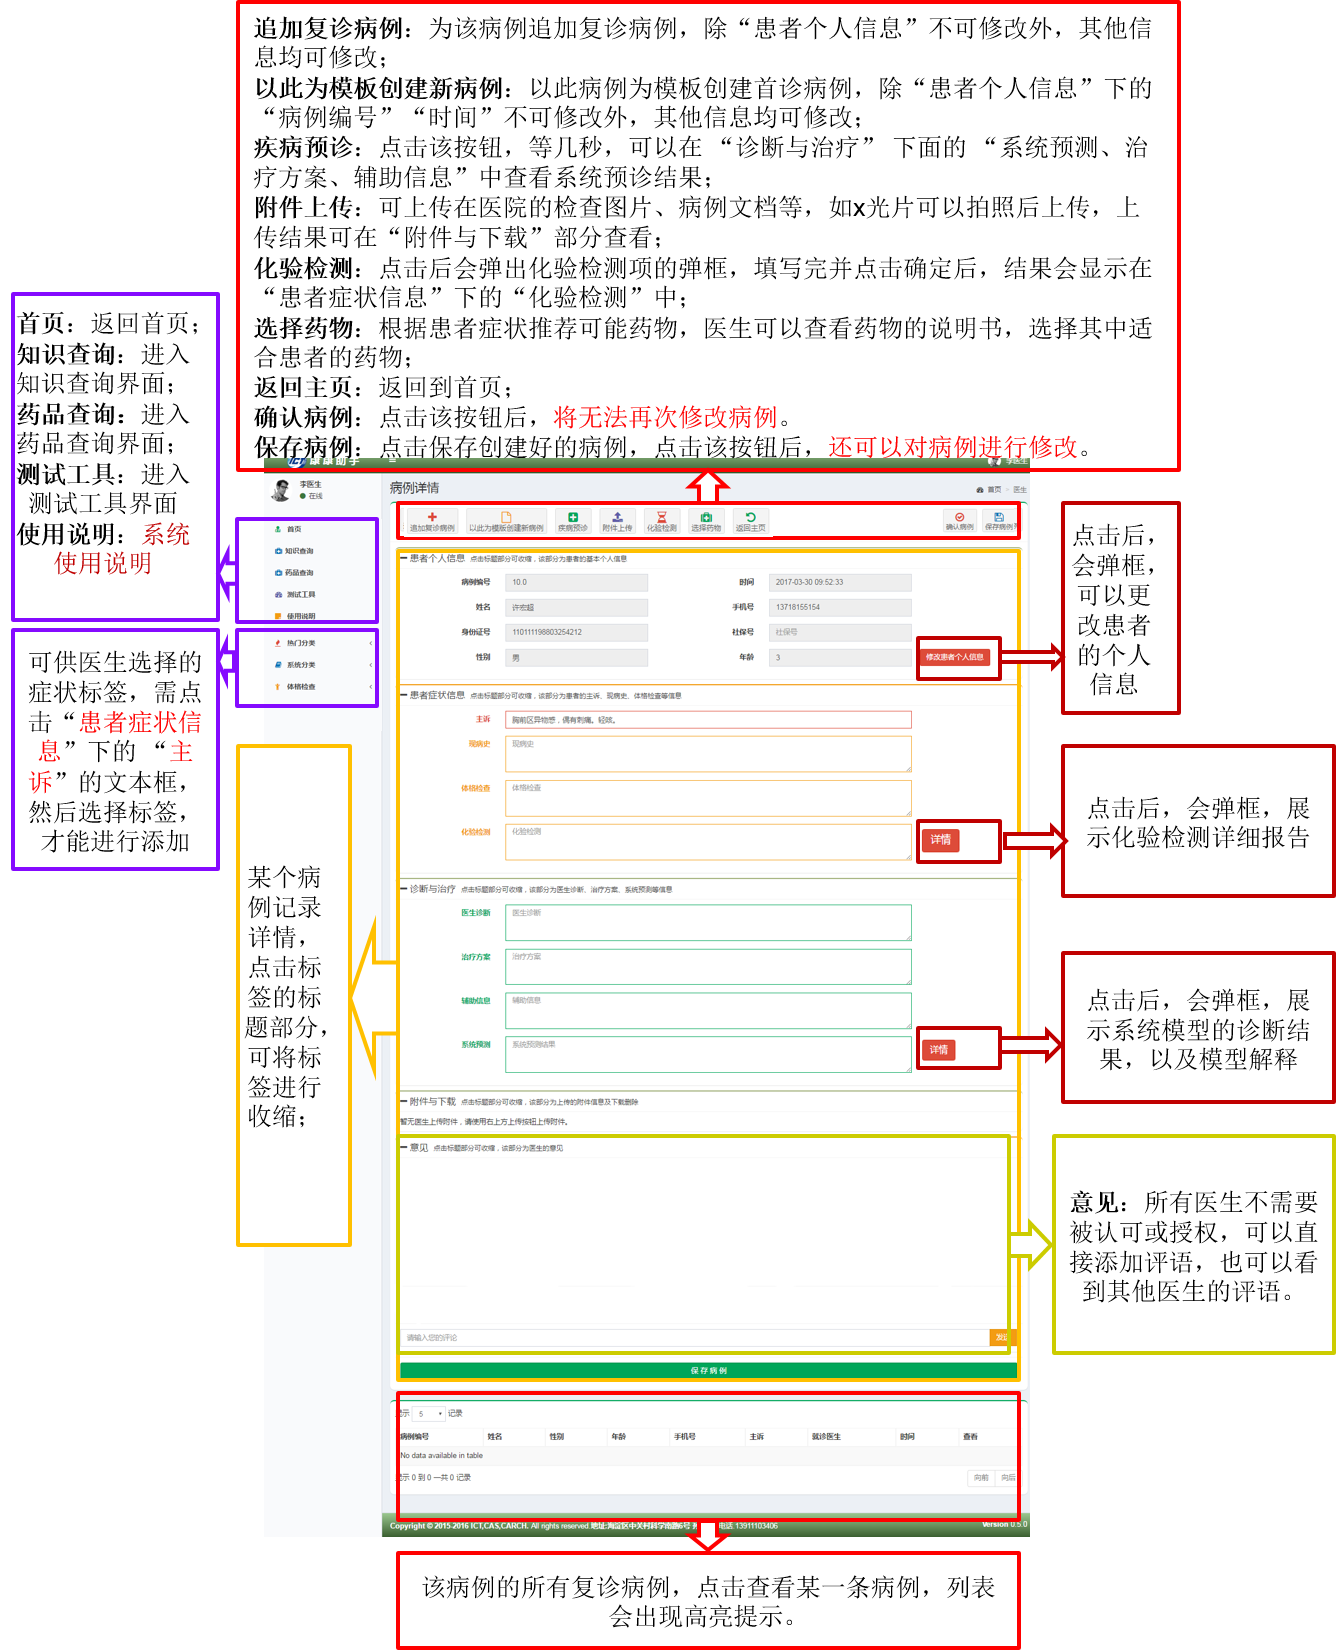 追加复诊病例：为该病例追加复诊病例，除“患者个人信息”不可修改外，其他信
息均可修改；
以此为模板创建新病例：以此病例为模板创建首诊病例，除“患者个人信息”下的
“病例编号”“时间”不可修改外，其他信息均可修改；
疾病预诊：点击该按钮，等几秒，可以在 “诊断与治疗” 下面的 “系统预测、治
疗方案、辅助信息”中查看系统预诊结果；
附件上传：可上传在医院的检查图片、病例文档等，如x光片可以拍照后上传，上
传结果可在“附件与下载”部分查看；
化验检测：点击后会弹出化验检测项的弹框，填写完并点击确定后，结果会显示在
“患者症状信息”下的“化验检测”中；
选择药物：根据患者症状推荐可能药物，医生可以查看药物的说明书，选择其中适
合患者的药物；
返回主页：返回到首页；
确认病例：点击该按钮后，将无法再次修改病例。
保存病例：点击保存创建好的病例，点击该按钮后，还可以对病例进行修改。
首页：返回首页；
知识查询：进入
知识查询界面；
药品查询：进入
药品查询界面；
测试工具：进入
测试工具界面
使用说明：系统
使用说明
可供医生选择的
症状标签，需点
击“患者症状信
息”下的 “主
诉”的文本框，
然后选择标签，
才能进行添加
某个病
例记录
详情，
点击标
签的标
题部分，
可将标
签进行
收缩；
李医生
在线
首页
知识查询
药品查询
测试工具
使用说明
热门分类
系统分类
体格检查
李医生
病例详情
首页 > 医生
追加复诊病例 以此为模版创建新病例 疾病预诊 附件上传 化验检测 选择药物 返回主页 确认病例 保存病例
患者个人信息 点击标题部分可收缩，该部分为患者的基本个人信息
病例编号 10.0 时间 2017-03-30 09:52:33
姓名 许宏超 手机号 13718155154
身份证号 110111198803254212 社保号 社保号
性别 男 年龄 3 修改患者个人信息
患者症状信息 点击标题部分可收缩，该部分为患者的主诉、现病史、体格检查等信息
主诉 胸前区异物感，偶有刺痛。轻咳。
现病史 现病史
体格检查 体格检查
化验检测 化验检测 详情
诊断与治疗 点击标题部分可收缩，该部分为医生诊断、治疗方案、系统预测等信息
医生诊断 医生诊断
治疗方案 治疗方案
辅助信息 辅助信息
系统预测 系统预测结果 详情
附件与下载 点击标题部分可收缩，该部分为上传的附件信息及下载删除
暂无医生上传附件，请使用右上方上传按钮上传附件。
意见 点击标题部分可收缩，该部分为医生的意见
请输入您的评论
保 存 病 例
显示 5 记录
病例编号 姓名 性别 年龄 手机号 主诉 就诊医生 时间 查看
No data available in table
显示 0 到 0 一共 0 记录
向前 向后
Copyright © 2015-2016 ICT,CAS,CARCH. All rights reserved 地址:海淀区中关村科学院南路6号 电话 13911103406
Version 0.5.0
点击后，
会弹框，
可以更
改患者
的个人
信息
点击后，会弹框，展
示化验检测详细报告
点击后，会弹框，展
示系统模型的诊断结
果，以及模型解释
意见：所有医生不需要
被认可或授权，可以直
接添加评语，也可以看
到其他医生的评语。
该病例的所有复诊病例，点击查看某一条病例，列表
会出现高亮提示。